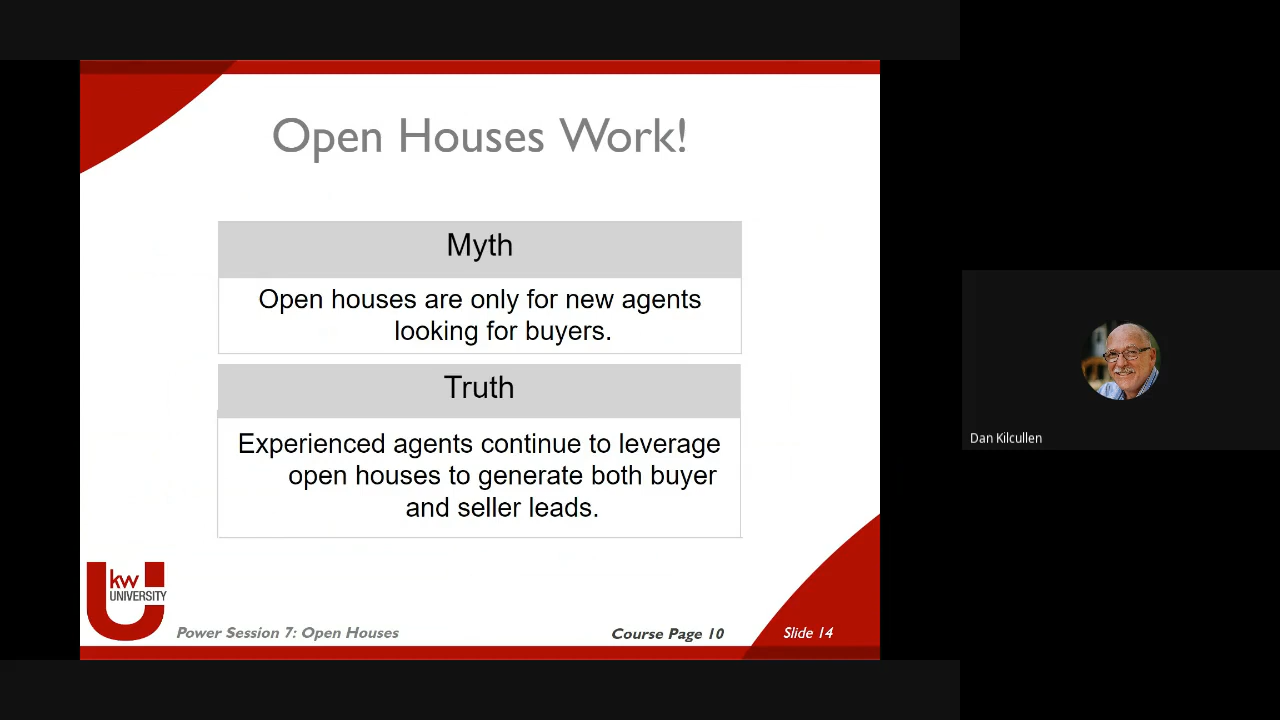 Open Houses Work!
Myth
Open houses are only for new agents
looking for buyers.
Truth
Experienced agents continue to leverage
open houses to generate both buyer
and seller leads.
kw
UNIVERSITY
Power Session 7: Open Houses
Course Page 10
Slide 14
Dan Kilcullen